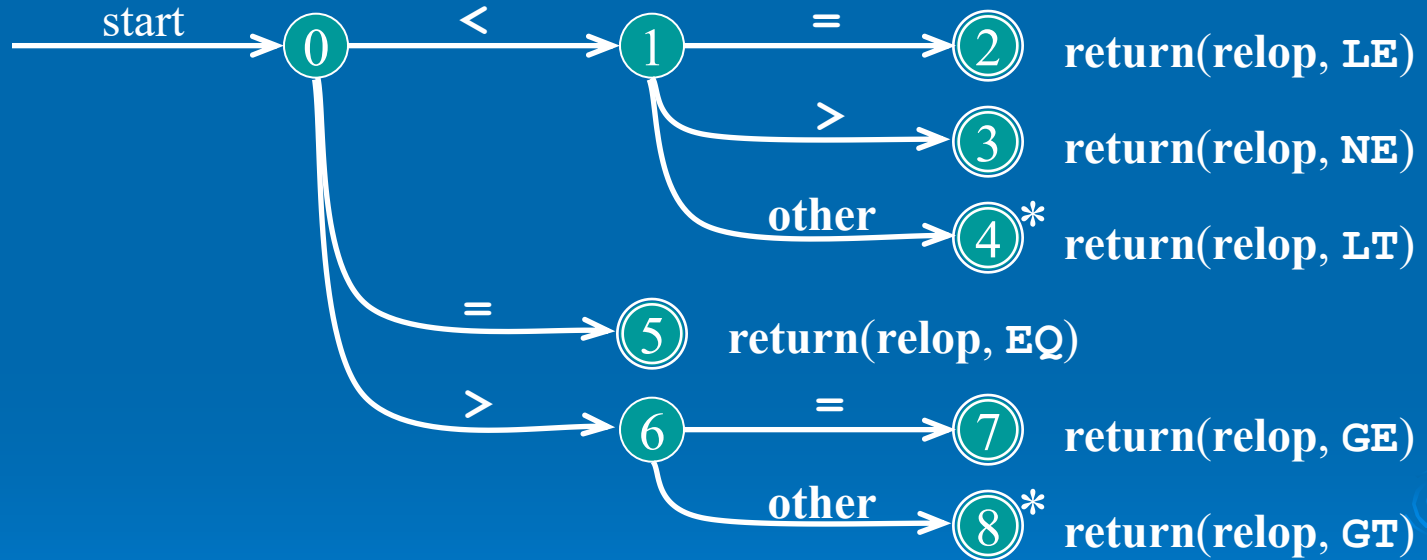 start 0 < 1 = 2 return(relop, LE)
> 3 return(relop, NE)
other 4 * return(relop, LT)
= 5 return(relop, EQ)
> 6 = 7 return(relop, GE)
other 8 * return(relop, GT)